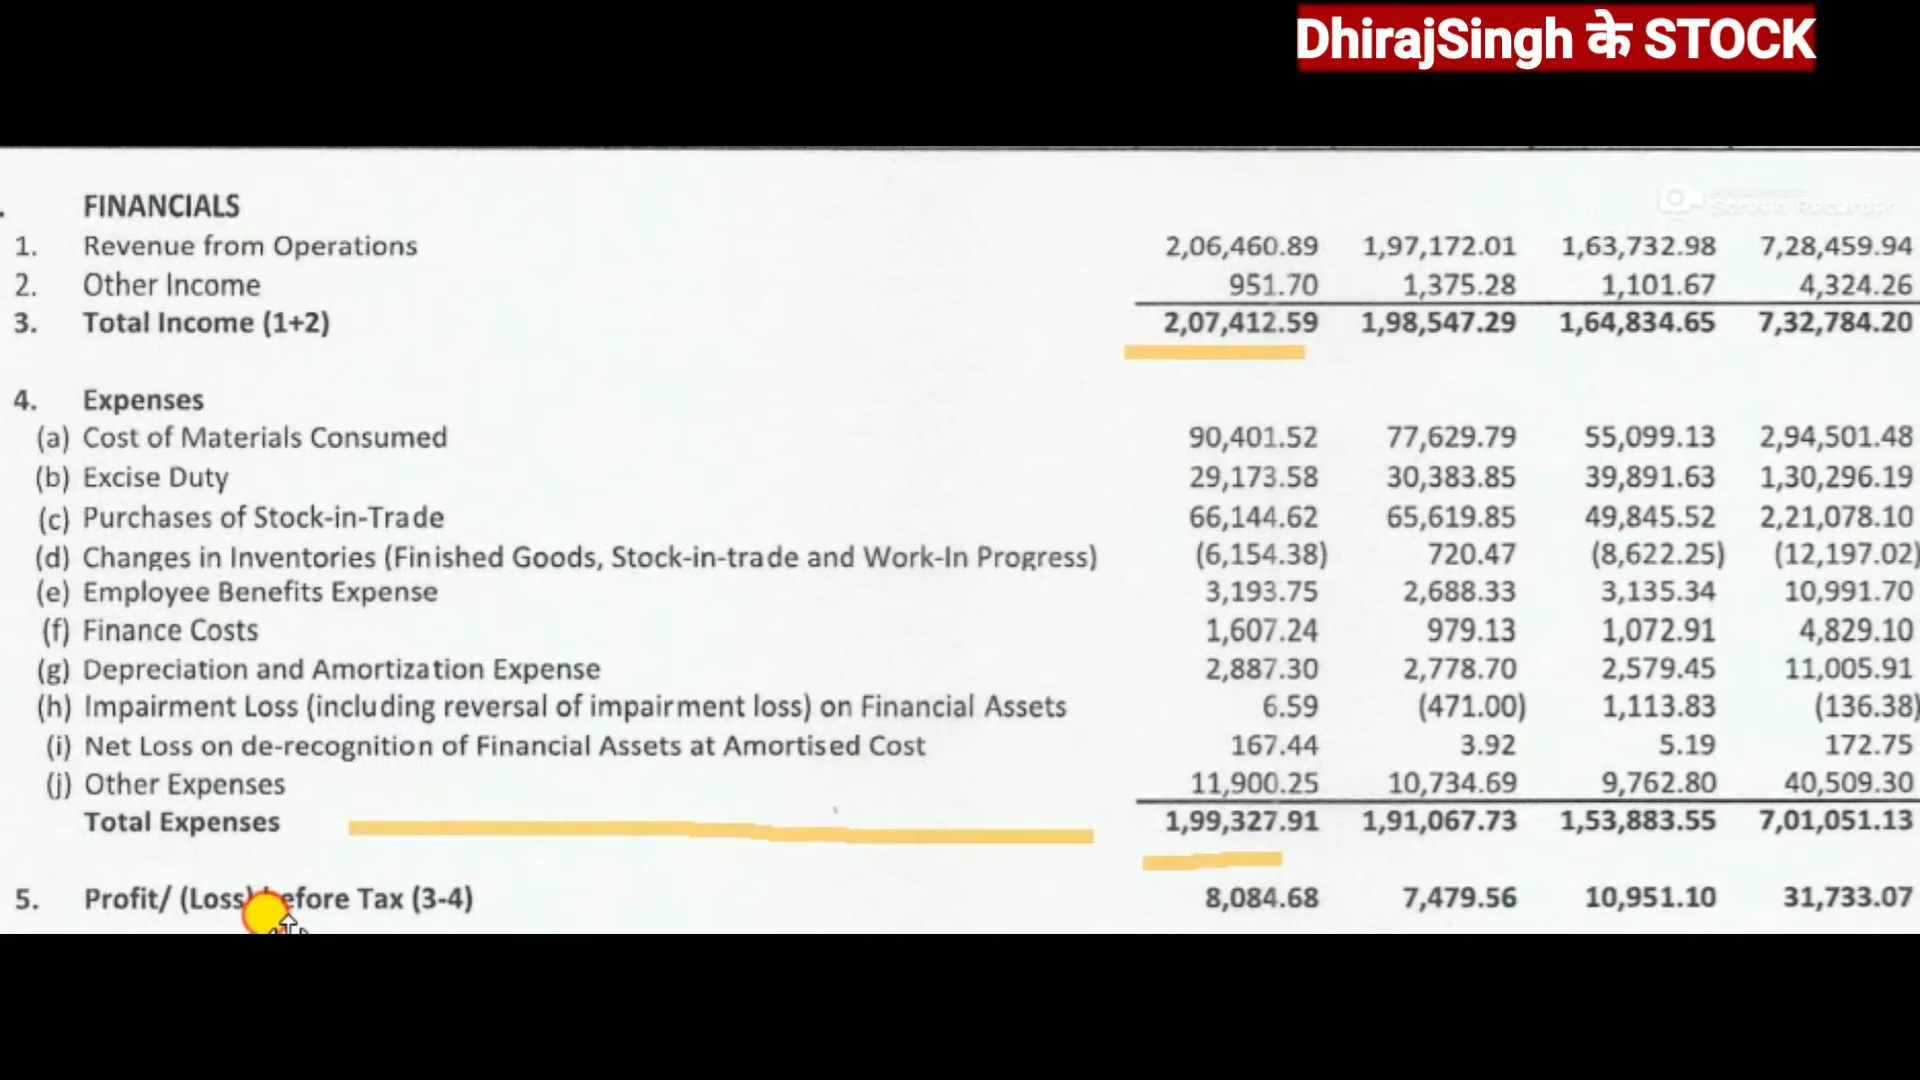 DhirajSingh के STOCK
FINANCIALS
1. Revenue from Operations 2,06,460.89 1,97,172.01 1,63,732.98 7,28,459.94
2. Other Income 951.70 1,375.28 1,101.67 4,324.26
3. Total Income (1+2) 2,07,412.59 1,98,547.29 1,64,834.65 7,32,784.20
4. Expenses
(a) Cost of Materials Consumed 90,401.52 77,629.79 55,099.13 2,94,501.48
(b) Excise Duty 29,173.58 30,383.85 39,891.63 1,30,296.19
(c) Purchases of Stock-in-Trade 66,144.62 65,619.85 49,845.52 2,21,078.10
(d) Changes in Inventories (Finished Goods, Stock-in-trade and Work-In Progress) (6,154.38) 720.47 (8,622.25) (12,197.02)
(e) Employee Benefits Expense 3,193.75 2,688.33 3,135.34 10,991.70
(f) Finance Costs 1,607.24 979.13 1,072.91 4,829.10
(g) Depreciation and Amortization Expense 2,887.30 2,778.70 2,579.45 11,005.91
(h) Impairment Loss (including reversal of impairment loss) on Financial Assets 6.59 (471.00) 1,113.83 (136.38)
(i) Net Loss on de-recognition of Financial Assets at Amortised Cost 167.44 3.92 5.19 172.75
(j) Other Expenses 11,900.25 10,734.69 9,762.80 40,509.30
Total Expenses 1,99,327.91 1,91,067.73 1,53,883.55 7,01,051.13
5. Profit/ (Loss) before Tax (3-4) 8,084.68 7,479.56 10,951.10 31,733.07